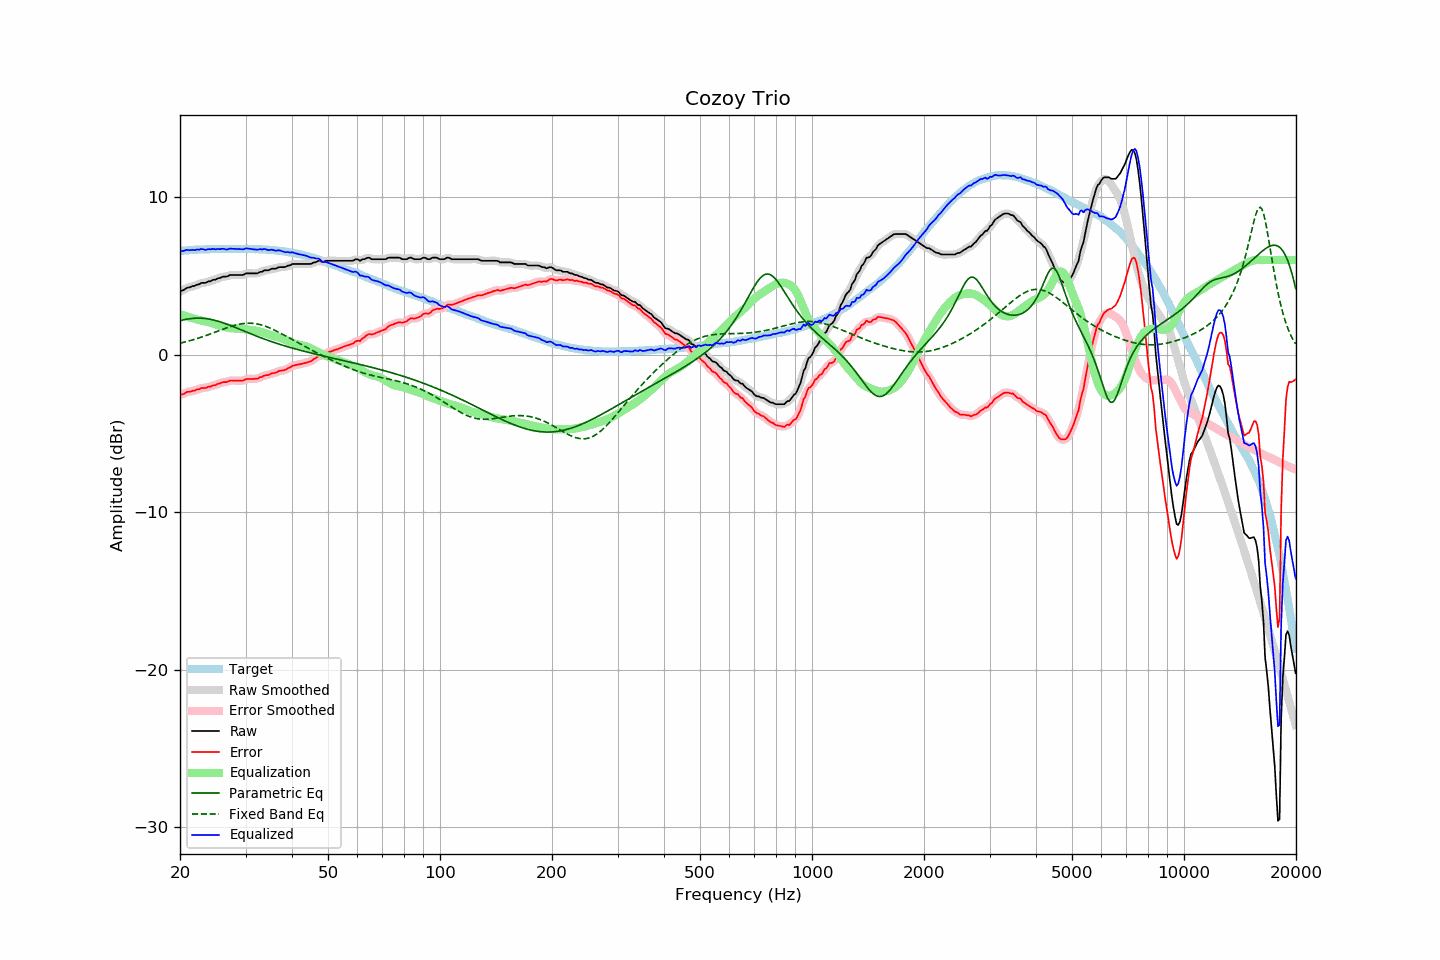 Cozoy Trio
Amplitude (dBr)
10
0
−10
−20
−30
Target
Raw Smoothed
Error Smoothed
Raw
Error
Equalization
Parametric Eq
Fixed Band Eq
Equalized
20 50 100 200 500 1000 2000 5000 10000 20000
Frequency (Hz)